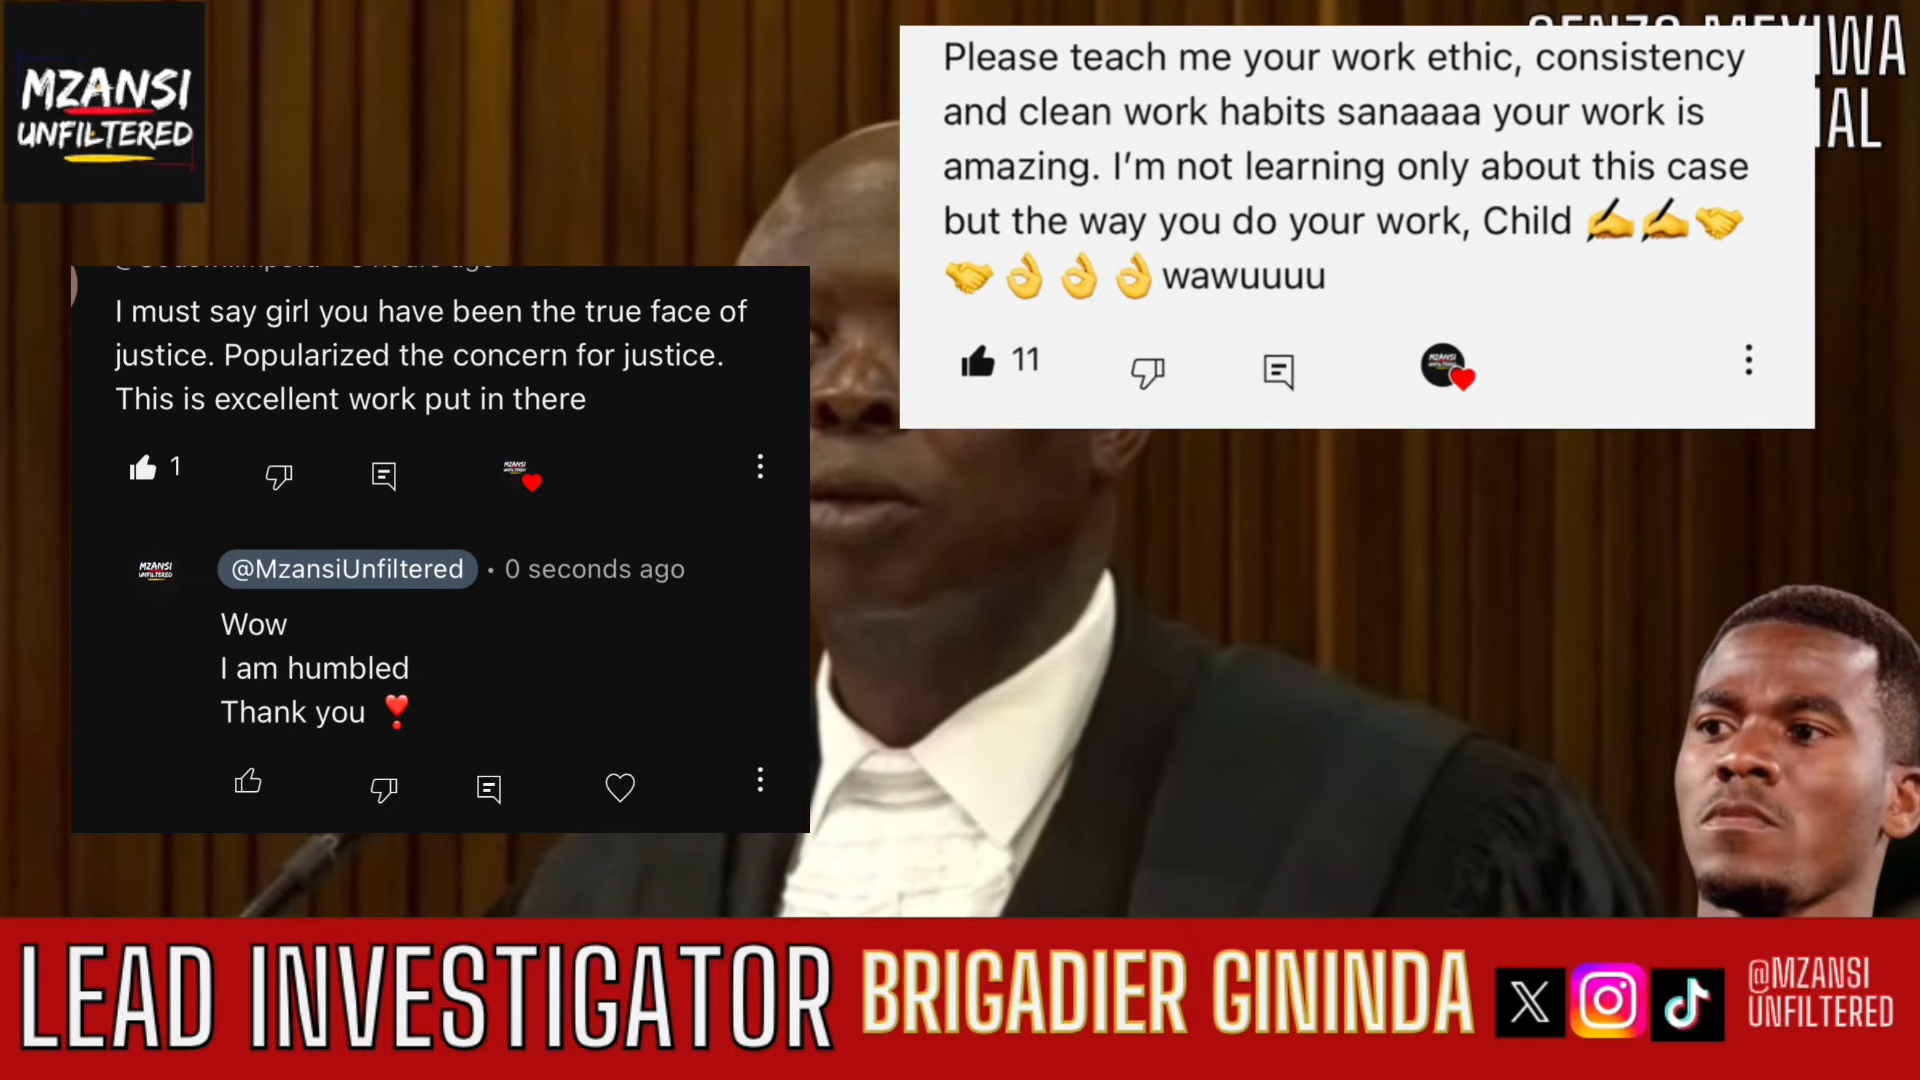 MZANSI
UNFILTERED
Please teach me your work ethic, consistency
and clean work habits sanaaaa your work is
amazing. I’m not learning only about this case
but the way you do your work, Child ✍️✍️🤝
🤝👌👌👌wawuuuu
11
I must say girl you have been the true face of
justice. Popularized the concern for justice.
This is excellent work put in there
1
@MzansiUnfiltered • 0 seconds ago
Wow
I am humbled
Thank you ❣️
LEAD INVESTIGATOR BRIGADIER GININDA
@MZANSI
UNFILTERED